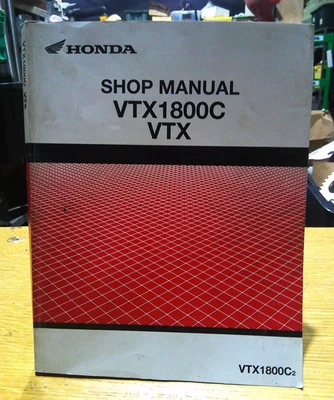 HONDA
SHOP MANUAL
VTX1800C
VTX
VTX1800C2